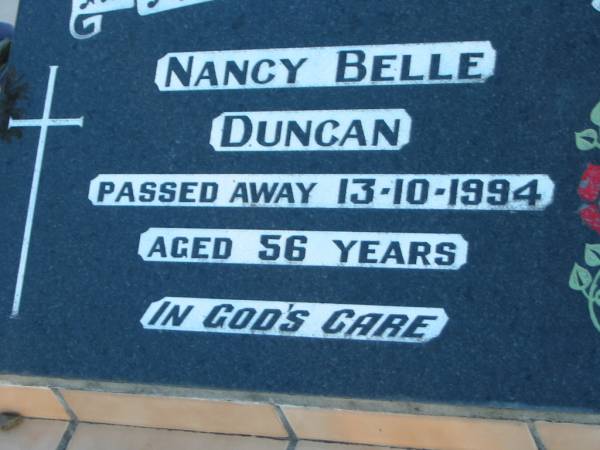 NANCY BELLE
DUNCAN
PASSED AWAY 13-10-1994
AGED 56 YEARS
IN GOD'S CARE